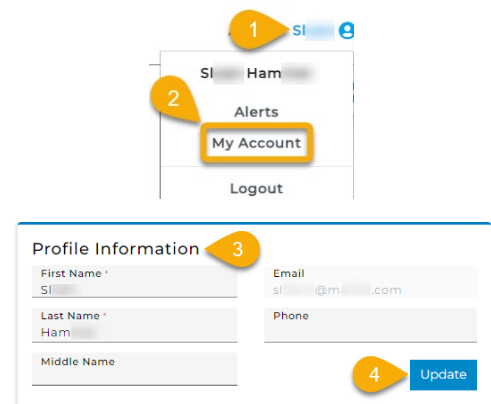 1 Sl
Sl Ham
2
Alerts
My Account
Logout
Profile Information 3
First Name *
Sl
Email
sl @m .com
Last Name *
Ham
Phone
Middle Name
4 Update